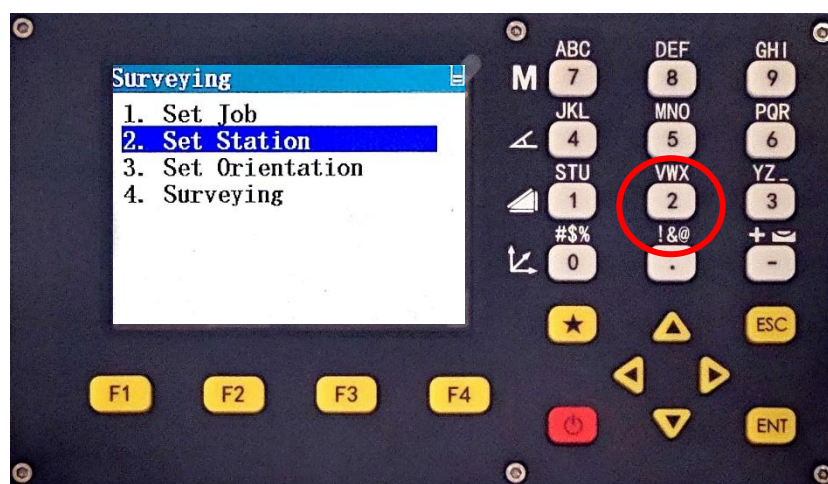 Surveying
1. Set Job
2. Set Station
3. Set Orientation
4. Surveying
ABC DEF GHI
M 7 8 9
JKL MNO PQR
4 5 6
STU VWX YZ_
1 2 3
#$% !&@ +
0 . -
ESC
F1 F2 F3 F4
ENT